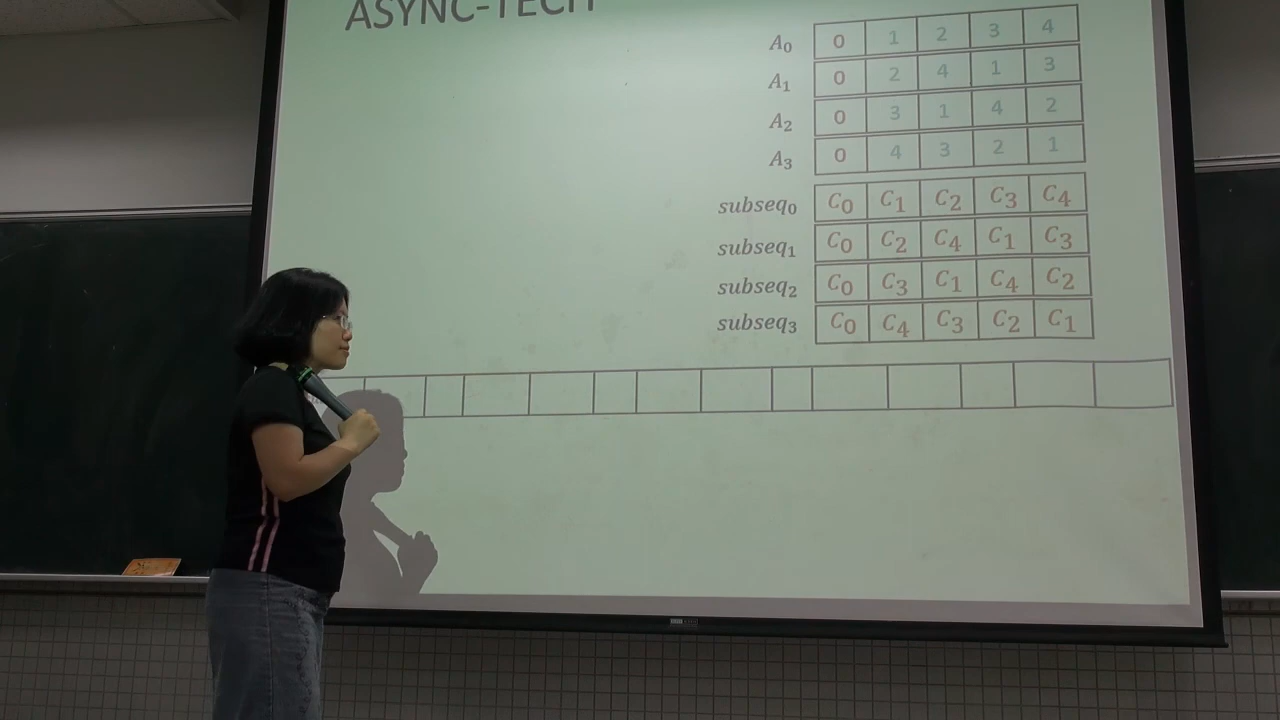 ASYNC-TECH
A₀ 0 1 2 3 4
A₁ 0 2 4 1 3
A₂ 0 3 1 4 2
A₃ 0 4 3 2 1
subseq₀ C₀ C₁ C₂ C₃ C₄
subseq₁ C₀ C₂ C₄ C₁ C₃
subseq₂ C₀ C₃ C₁ C₄ C₂
subseq₃ C₀ C₄ C₃ C₂ C₁